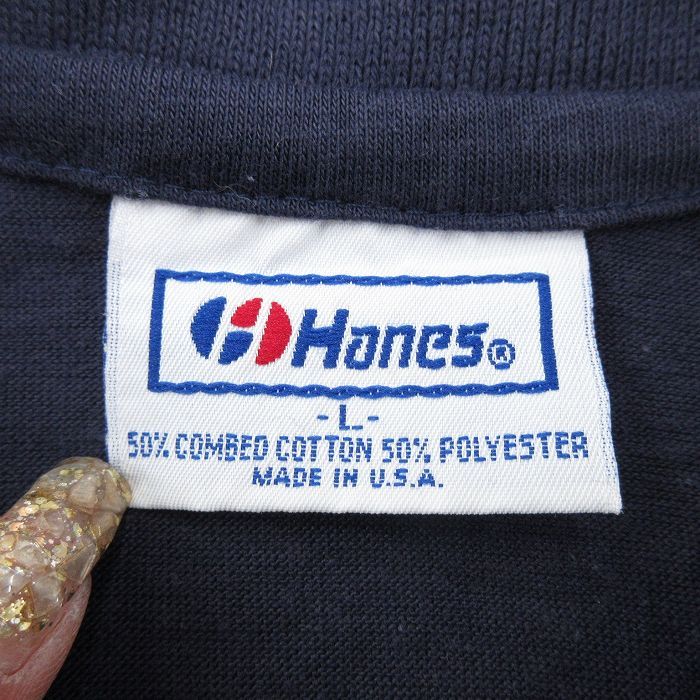 Hanes®
- L -
50% COMBED COTTON 50% POLYESTER
MADE IN U.S.A.